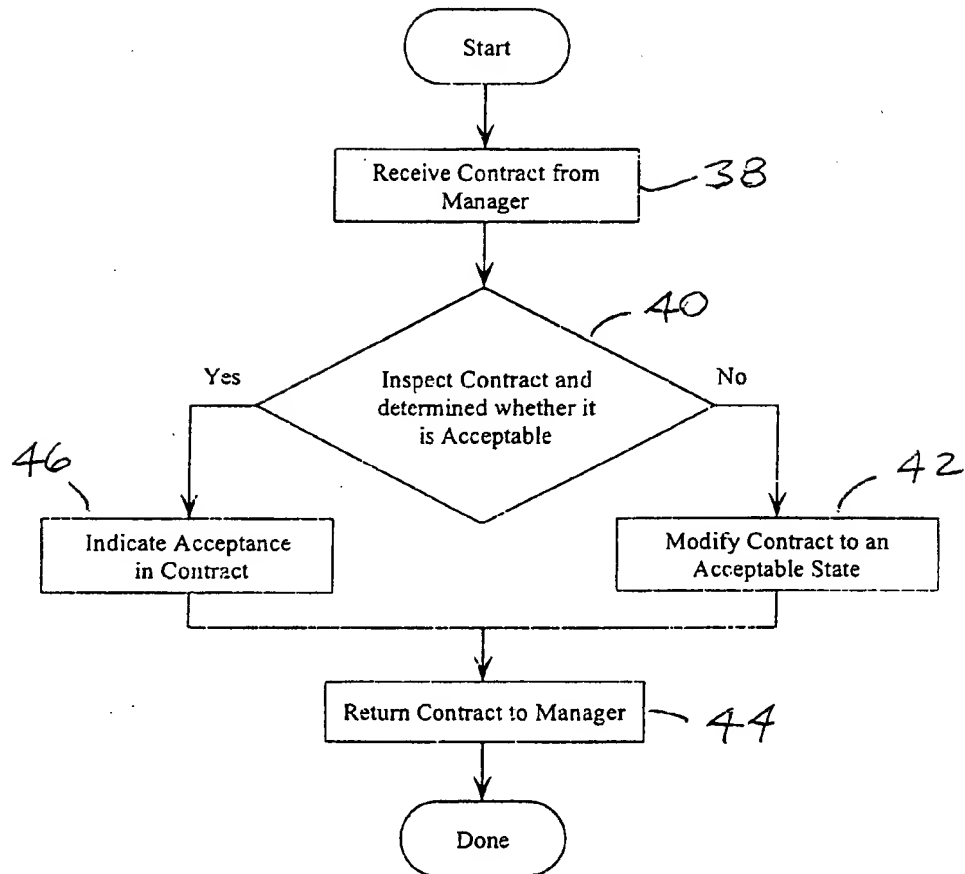 Start
Receive Contract from
Manager
38
40
Yes
Inspect Contract and
determined whether it
is Acceptable
No
46
42
Indicate Acceptance
in Contract
Modify Contract to an
Acceptable State
Return Contract to Manager
44
Done